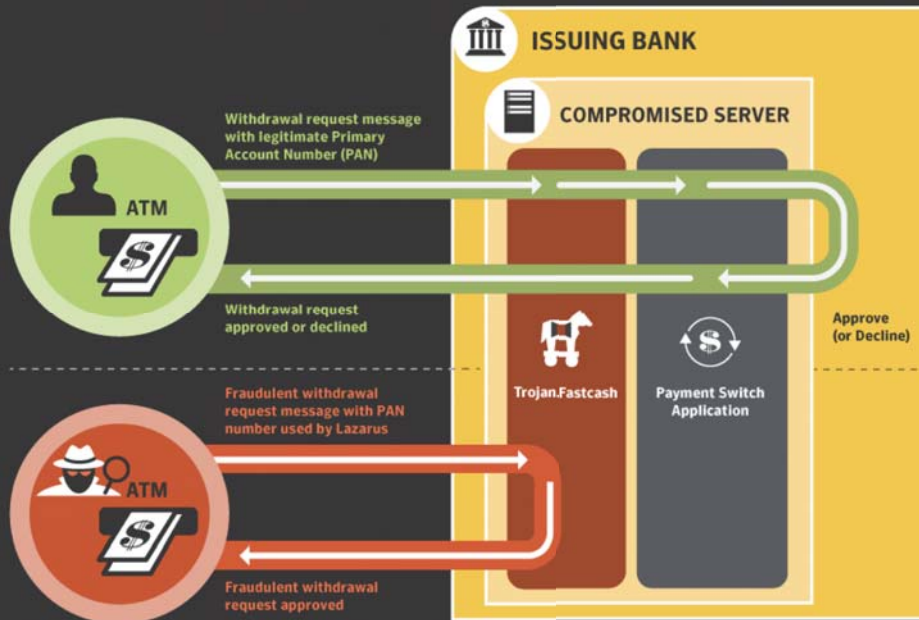 ISSUING BANK
COMPROMISED SERVER
Withdrawal request message
with legitimate Primary
Account Number (PAN)
ATM
$
Withdrawal request
approved or declined
Approve
(or Decline)
Trojan.Fastcash
$
Payment Switch
Application
Fraudulent withdrawal
request message with PAN
number used by Lazarus
ATM
$
Fraudulent withdrawal
request approved